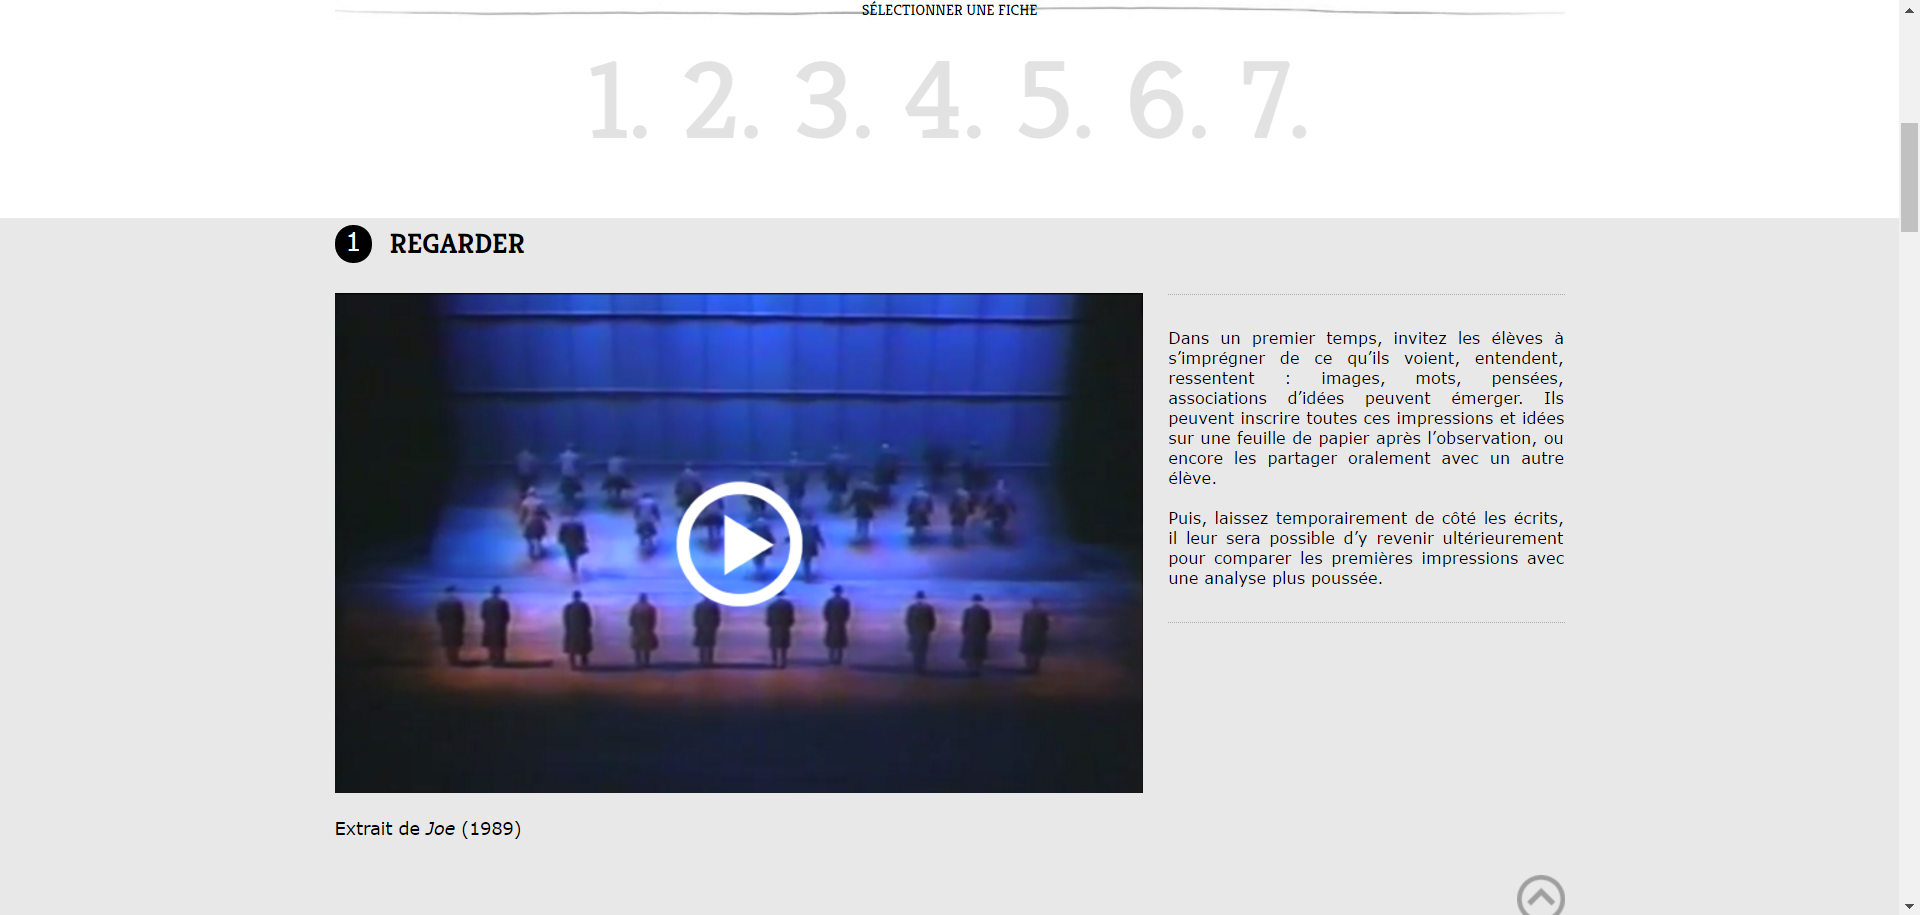 SÉLECTIONNER UNE FICHE
1. 2. 3. 4. 5. 6. 7.
1 REGARDER
Dans un premier temps, invitez les élèves à
s’imprégner de ce qu’ils voient, entendent,
ressentent : images, mots, pensées,
associations d’idées peuvent émerger. Ils
peuvent inscrire toutes ces impressions et idées
sur une feuille de papier après l’observation, ou
encore les partager oralement avec un autre
élève.
Puis, laissez temporairement de côté les écrits,
il leur sera possible d’y revenir ultérieurement
pour comparer les premières impressions avec
une analyse plus poussée.
Extrait de Joe (1989)